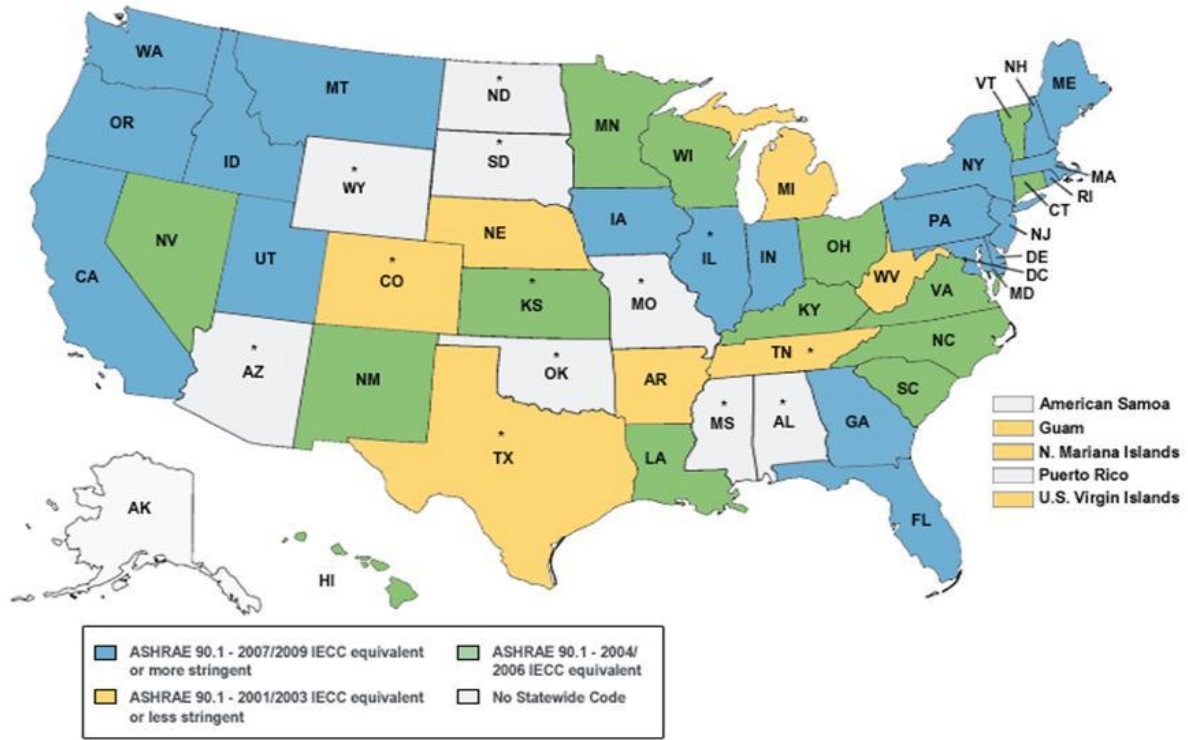 WA
OR
CA
ID
NV
MT
*
WY
UT
*
AZ
*
ND
*
SD
NE
*
CO
NM
*
KS
*
OK
*
TX
MN
WI
IA
*
IL
*
MO
AR
LA
MI
IN
OH
KY
TN *
*
MS
*
AL
GA
FL
SC
NC
VA
WV
PA
NY
VT
NH
ME
MA
RI
CT
NJ
DE
DC
MD
AK
HI
American Samoa
Guam
N. Mariana Islands
Puerto Rico
U.S. Virgin Islands
ASHRAE 90.1 - 2007/2009 IECC equivalent
or more stringent
ASHRAE 90.1 - 2001/2003 IECC equivalent
or less stringent
ASHRAE 90.1 - 2004/
2006 IECC equivalent
No Statewide Code